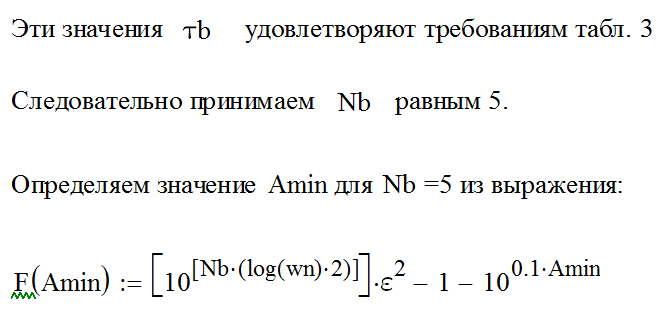 Эти значения τb удовлетворяют требованиям табл. 3
Следовательно принимаем Nb равным 5.
Определяем значение Amin для Nb =5 из выражения:
F(Amin) := [10^[Nb·(log(wn)·2)]]·ε^2 − 1 − 10^0.1·Amin